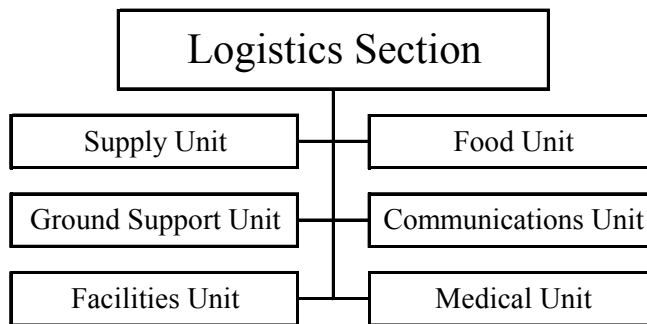 Logistics Section
Supply Unit
Food Unit
Ground Support Unit
Communications Unit
Facilities Unit
Medical Unit